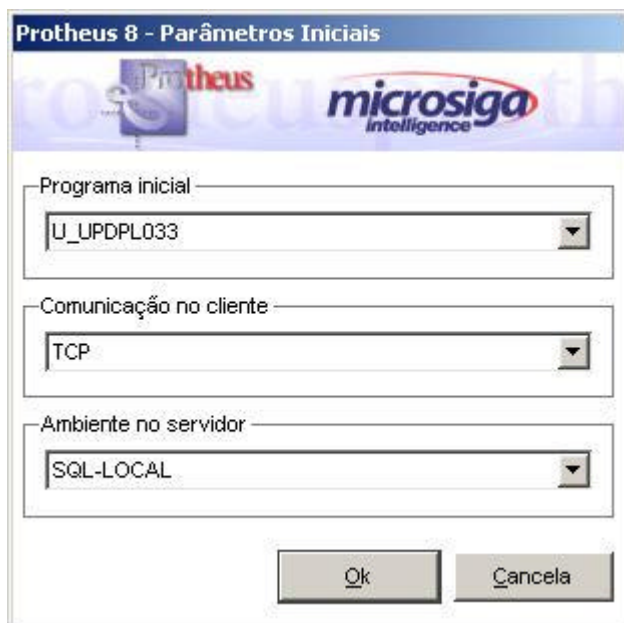 Protheus 8 - Parâmetros Iniciais
Protheus
microsiga
intelligence
Programa inicial
U_UPDPL033
Comunicação no cliente
TCP
Ambiente no servidor
SQL-LOCAL
Ok Cancela